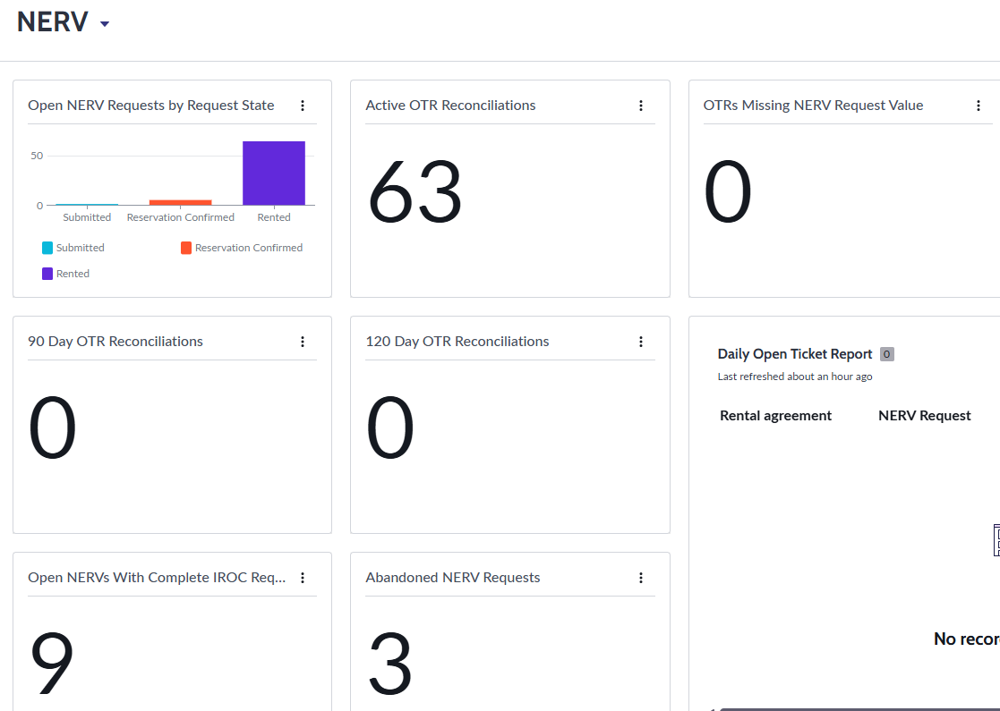 NERV
Open NERV Requests by Request State
50
0
Submitted
Reservation Confirmed
Rented
Submitted
Reservation Confirmed
Rented
Active OTR Reconciliations
63
OTRs Missing NERV Request Value
0
90 Day OTR Reconciliations
0
120 Day OTR Reconciliations
0
Daily Open Ticket Report 0
Last refreshed about an hour ago
Rental agreement NERV Request
No recor
Open NERVs With Complete IROC Req...
9
Abandoned NERV Requests
3